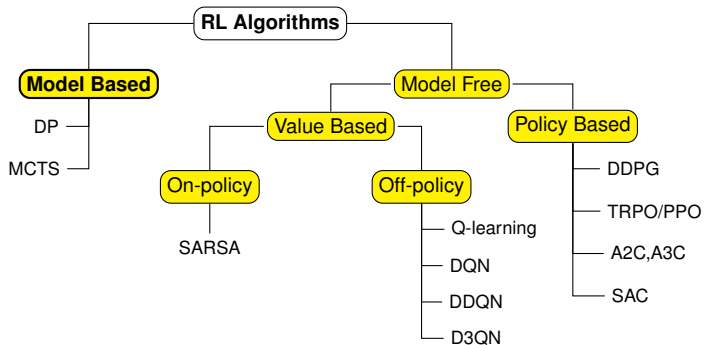 RL Algorithms
Model Based
Model Free
DP
MCTS
Value Based
Policy Based
On-policy
Off-policy
SARSA
Q-learning
DQN
DDQN
D3QN
DDPG
TRPO/PPO
A2C,A3C
SAC